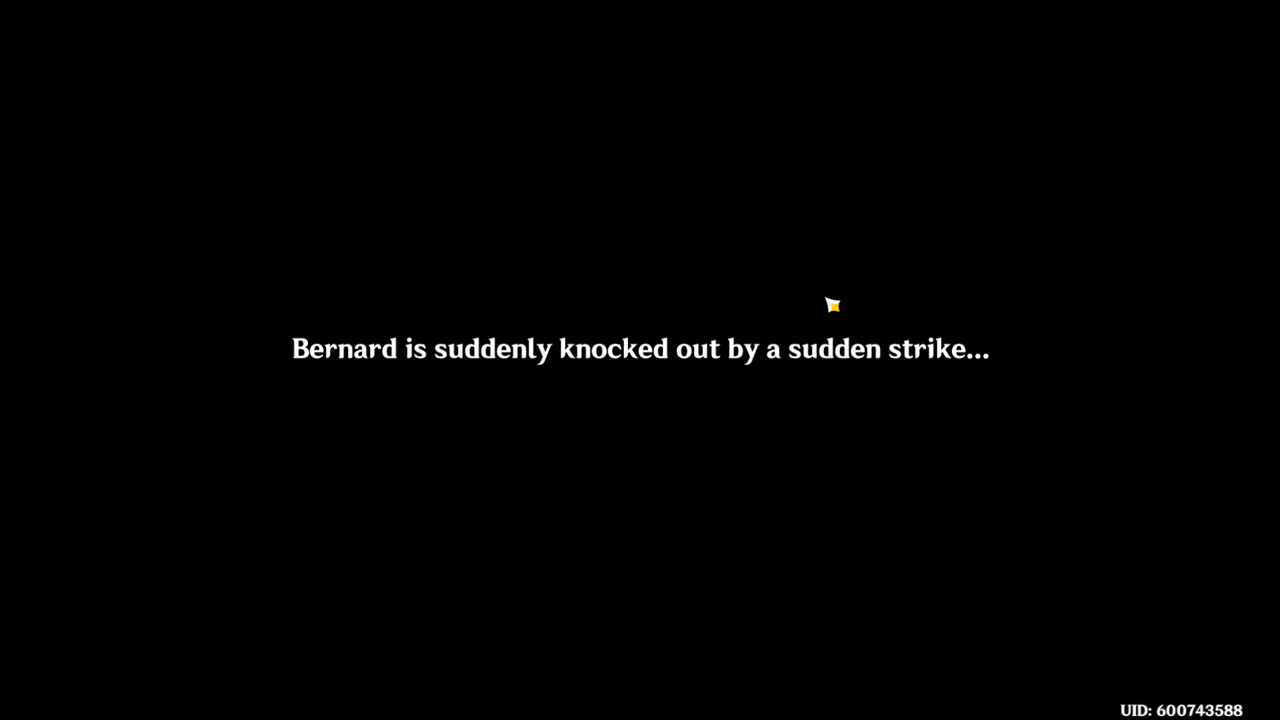 Bernard is suddenly knocked out by a sudden strike...
UID: 600743588